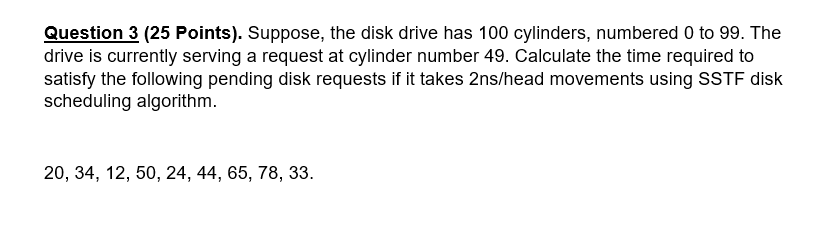 Question 3 (25 Points). Suppose, the disk drive has 100 cylinders, numbered 0 to 99. The
drive is currently serving a request at cylinder number 49. Calculate the time required to
satisfy the following pending disk requests if it takes 2ns/head movements using SSTF disk
scheduling algorithm.
20, 34, 12, 50, 24, 44, 65, 78, 33.